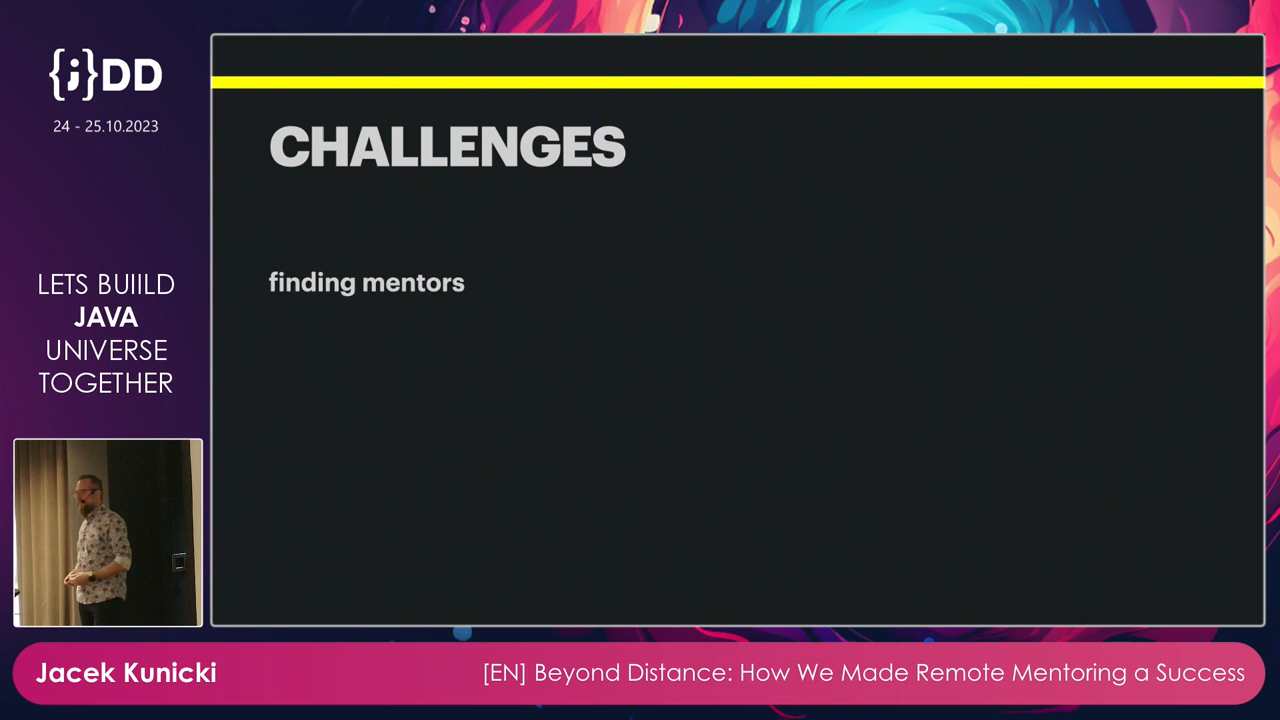 {j}DD
24 - 25.10.2023
LETS BUIILD
JAVA
UNIVERSE
TOGETHER
CHALLENGES
finding mentors
Jacek Kunicki
[EN] Beyond Distance: How We Made Remote Mentoring a Success